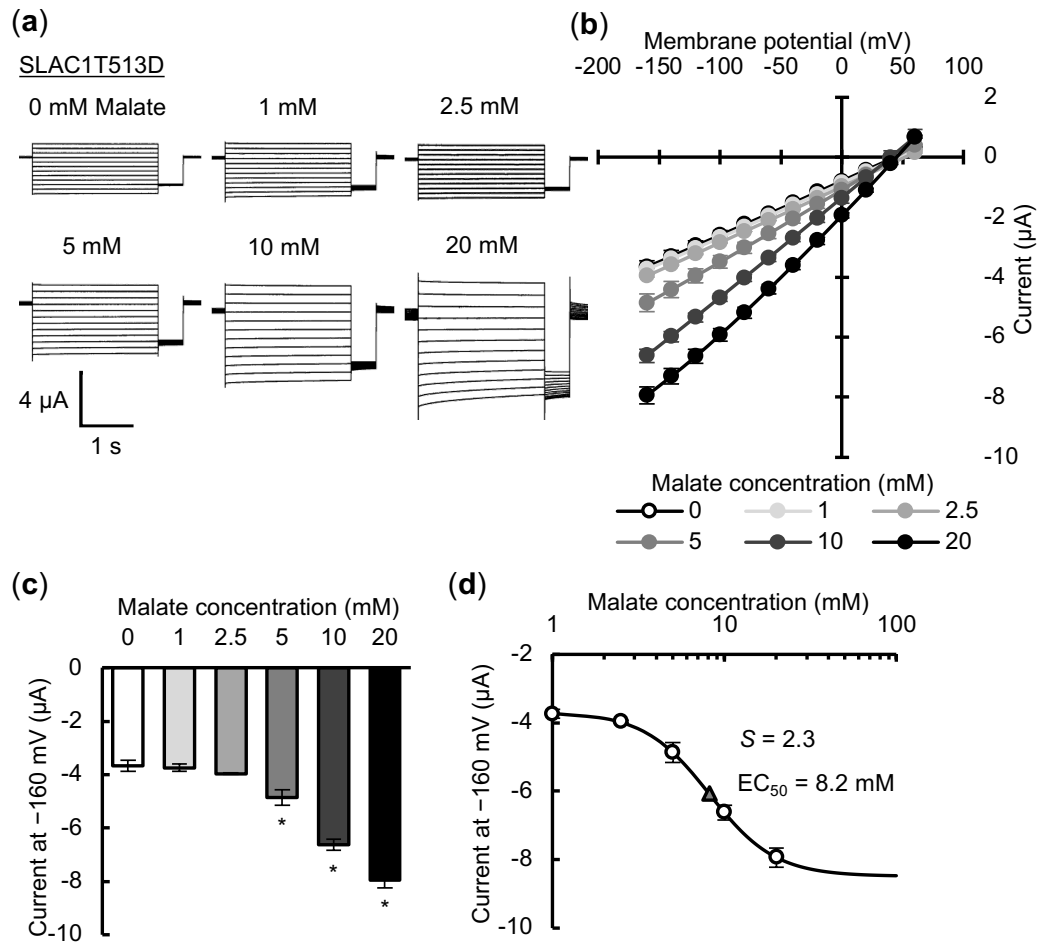 (a)
SLAC1T513D
0 mM Malate
1 mM
2.5 mM
5 mM
10 mM
20 mM
4 µA
1 s
(b)
Membrane potential (mV)
-200 -150 -100 -50 0 50 100
2
0
-2
-4
-6
-8
-10
Current (µA)
Malate concentration (mM)
0 1 2.5
5 10 20
(c)
Malate concentration (mM)
0 1 2.5 5 10 20
0
-2
-4
-6
-8
-10
Current at −160 mV (µA)
*
*
*
(d)
Malate concentration (mM)
1 10 100
-2
-4
-6
-8
-10
Current at −160 mV (µA)
S = 2.3
EC50 = 8.2 mM